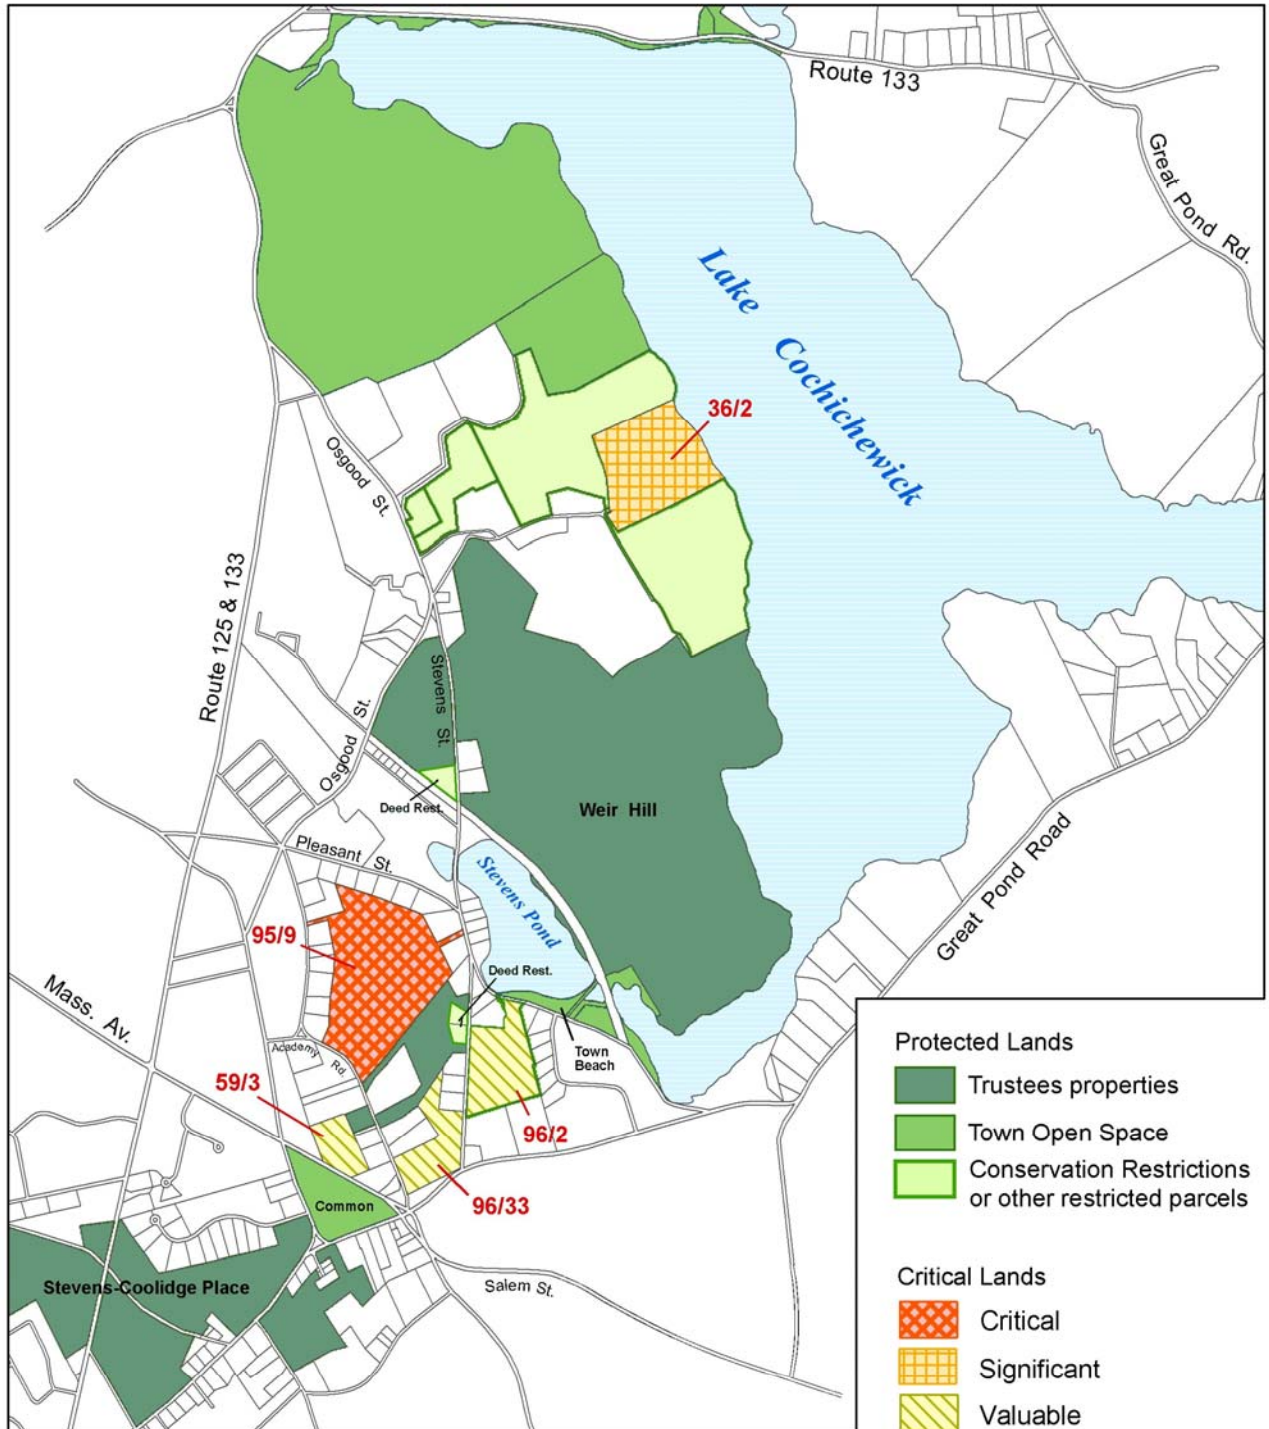 Route 133
Great Pond Rd.
Lake
Cochichewick
36/2
Osgood St.
Route 125 & 133
Stevens St.
Osgood St.
Deed Rest.
Weir Hill
Pleasant St.
Stevens Pond
Great Pond Road
95/9
Deed Rest.
Mass. Av.
Academy Rd.
Town
Beach
59/3
96/2
96/33
Common
Stevens-Coolidge Place
Salem St.
Protected Lands
Trustees properties
Town Open Space
Conservation Restrictions
or other restricted parcels
Critical Lands
Critical
Significant
Valuable